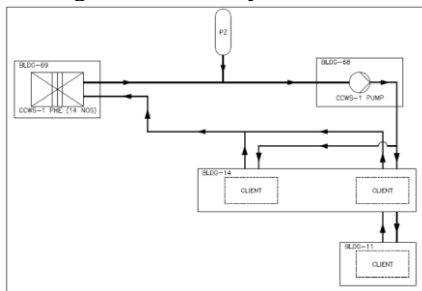 PZ
BLDG-69
CCWS-1 PHE (14 NOS)
BLDG-68
CCWS-1 PUMP
BLDG-14
CLIENT
CLIENT
BLDG-11
CLIENT